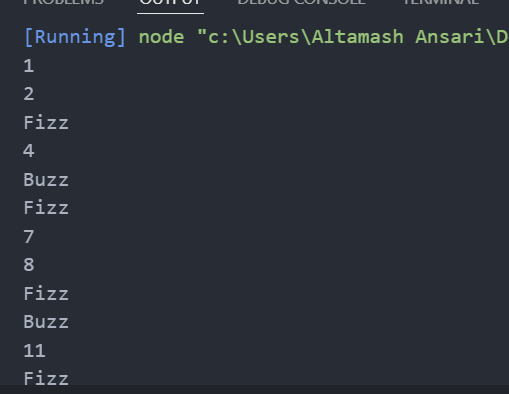 PROBLEMS OUTPUT DEBUG CONSOLE TERMINAL
[Running] node "c:\Users\Altamash Ansari\D
1
2
Fizz
4
Buzz
Fizz
7
8
Fizz
Buzz
11
Fizz